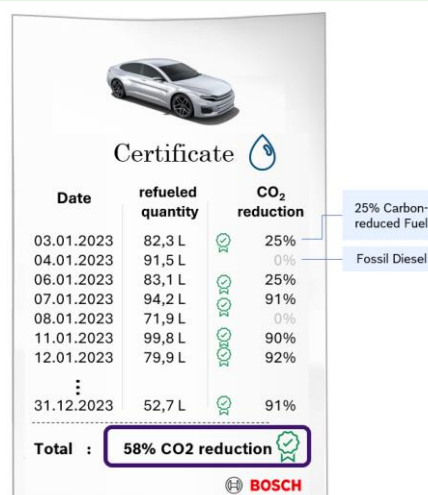 Certificate
Date refueled quantity CO2 reduction
03.01.2023 82,3 L 25%
04.01.2023 91,5 L 0%
06.01.2023 83,1 L 25%
07.01.2023 94,2 L 91%
08.01.2023 71,9 L 0%
11.01.2023 99,8 L 90%
12.01.2023 79,9 L 92%
⋮
31.12.2023 52,7 L 91%
Total : 58% CO2 reduction
BOSCH
25% Carbon-
reduced Fuel
Fossil Diesel